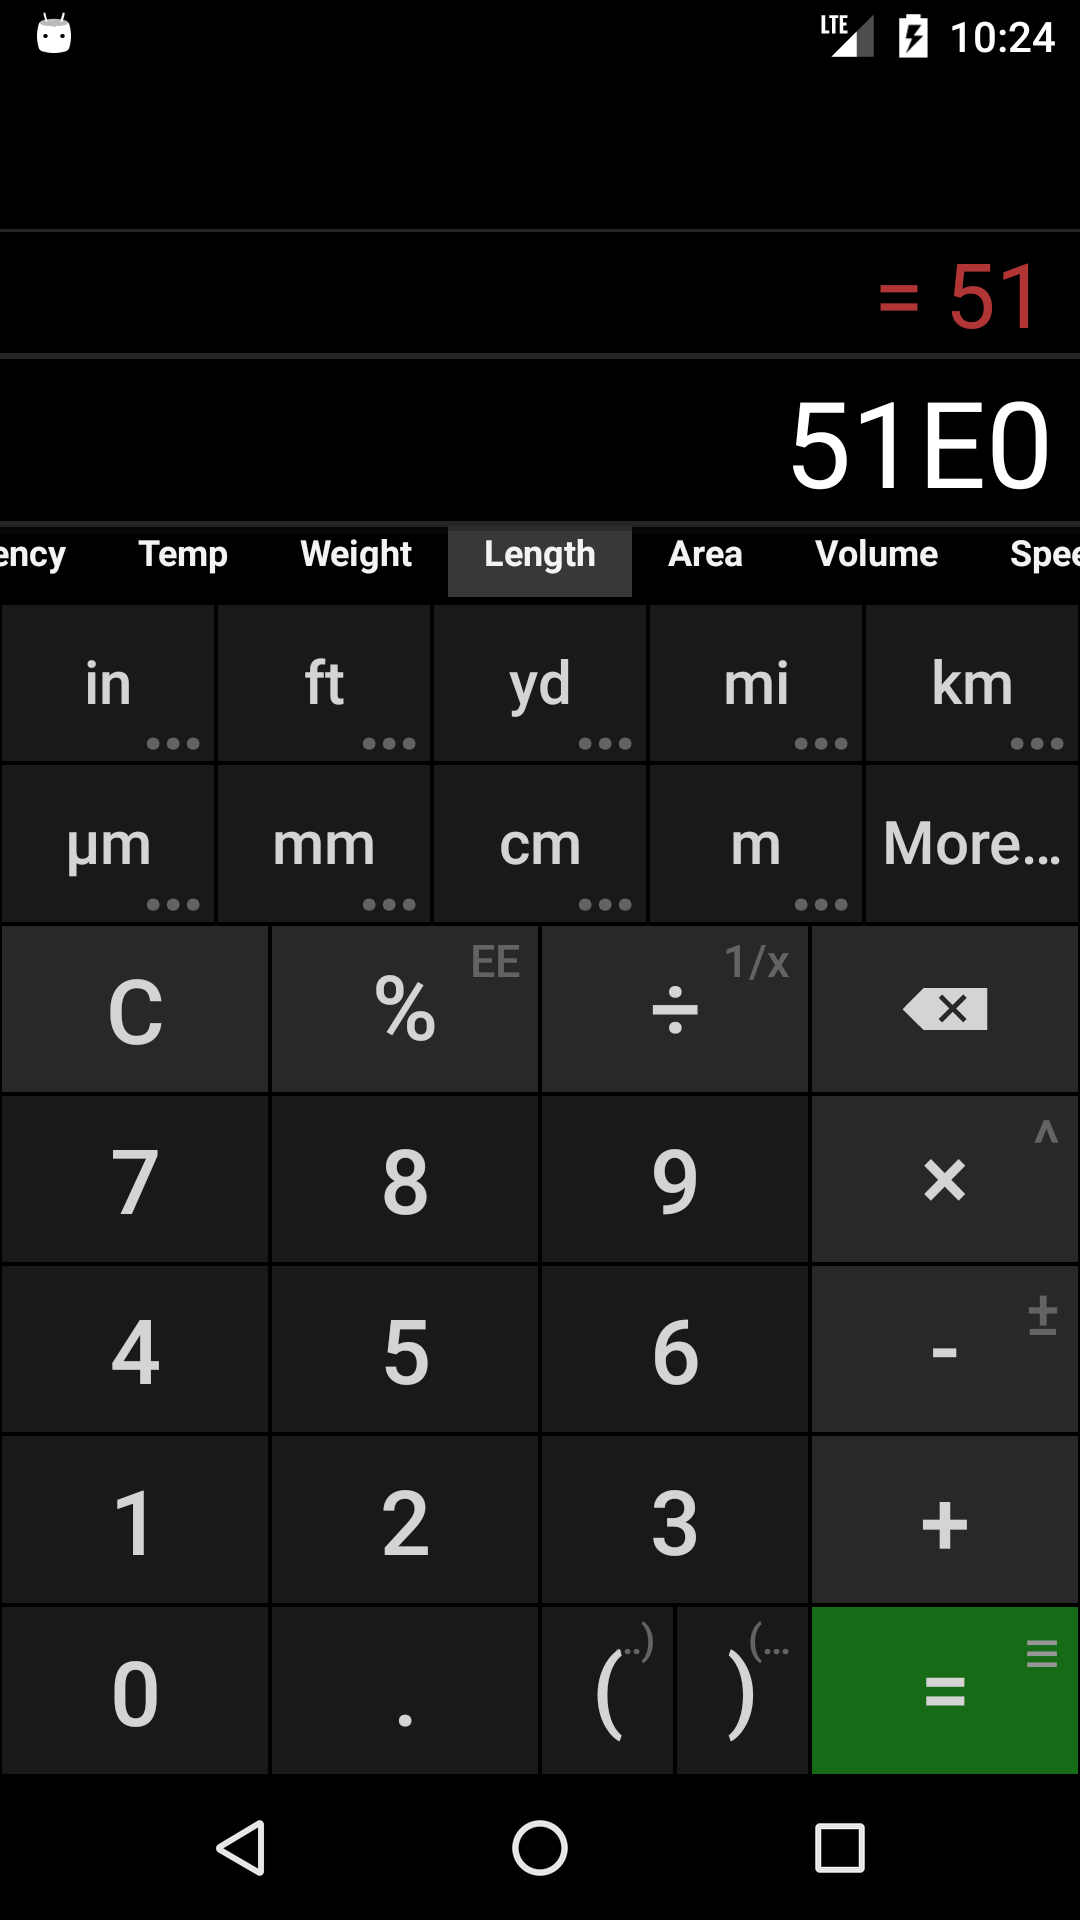 LTE 10:24
= 51
51E0
ency Temp Weight Length Area Volume Spee
in ft yd mi km
µm mm cm m More...
C % EE ÷ 1/x
7 8 9 × ^
4 5 6 - ±
1 2 3 +
0 . ( ..) ) (... =